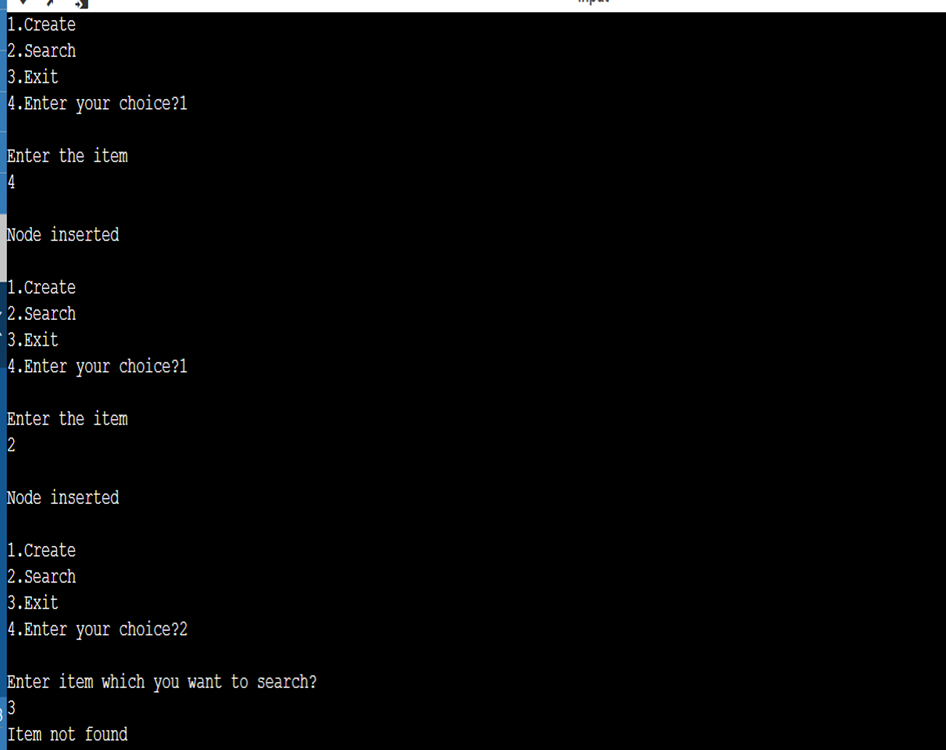 1.Create
2.Search
3.Exit
4.Enter your choice?1
Enter the item
4
Node inserted
1.Create
2.Search
3.Exit
4.Enter your choice?1
Enter the item
2
Node inserted
1.Create
2.Search
3.Exit
4.Enter your choice?2
Enter item which you want to search?
3
Item not found